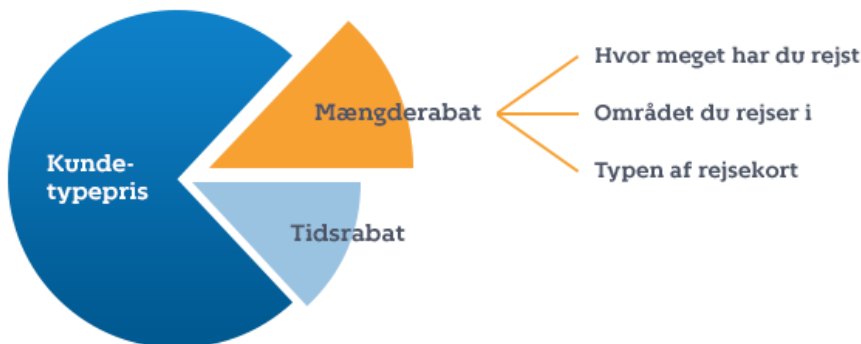 Kunde-
typepris
Mængderabat
Tidsrabat
Hvor meget har du rejst
Området du rejser i
Typen af rejsekort